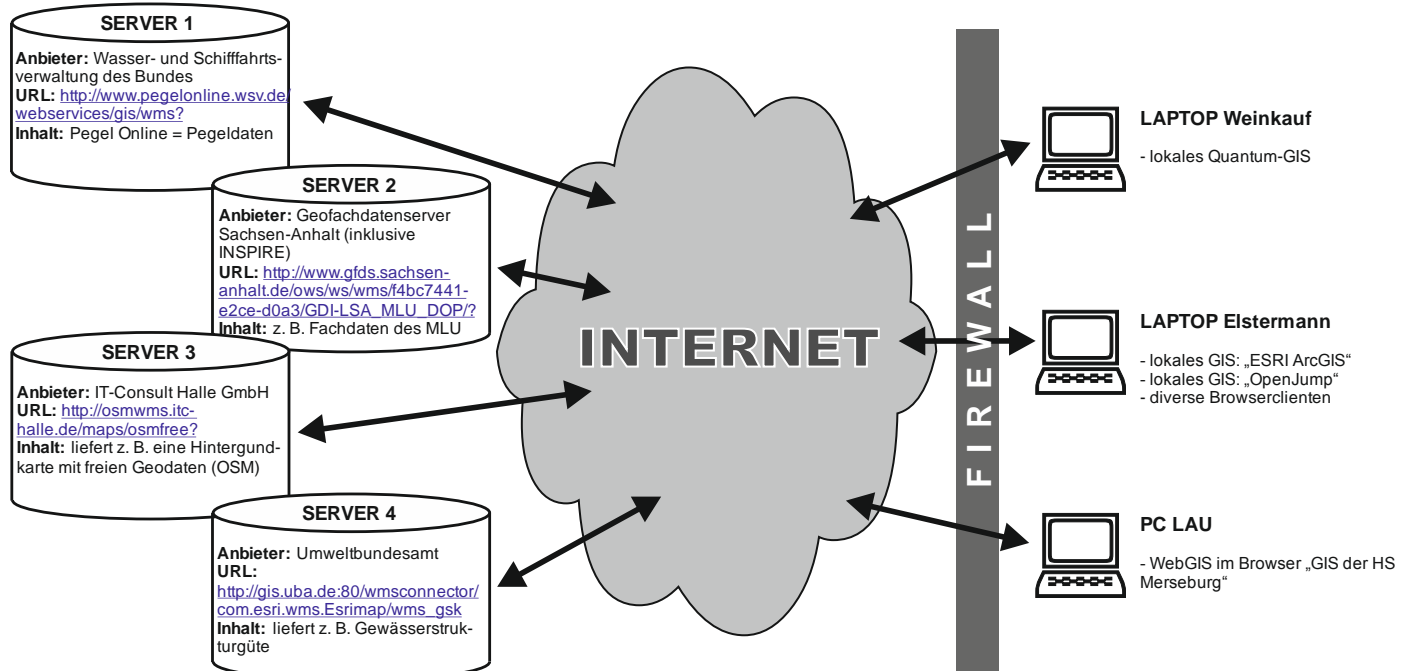 SERVER 1
Anbieter: Wasser- und Schifffahrts-
verwaltung des Bundes
URL: http://www.pegelonline.wsv.de/
webservices/gis/wms?
Inhalt: Pegel Online = Pegeldaten
SERVER 2
Anbieter: Geofachdatenserver
Sachsen-Anhalt (inklusive
INSPIRE)
URL: http://www.gfds.sachsen-
anhalt.de/ows/ws/wms/f4bc7441-
e2ce-d0a3/GDI-LSA_MLU_DOP/?
Inhalt: z. B. Fachdaten des MLU
SERVER 3
Anbieter: IT-Consult Halle GmbH
URL: http://osmwms.itc-
halle.de/maps/osmfree?
Inhalt: liefert z. B. eine Hintergund-
karte mit freien Geodaten (OSM)
SERVER 4
Anbieter: Umweltbundesamt
URL:
http://gis.uba.de:80/wmsconnector/
com.esri.wms.Esrimap/wms_gsk
Inhalt: liefert z. B. Gewässerstruk-
turgüte
INTERNET
FIREWALL
LAPTOP Weinkauf
- lokales Quantum-GIS
LAPTOP Elstermann
- lokales GIS: „ESRI ArcGIS“
- lokales GIS: „OpenJump“
- diverse Browserclienten
PC LAU
- WebGIS im Browser „GIS der HS
Merseburg“